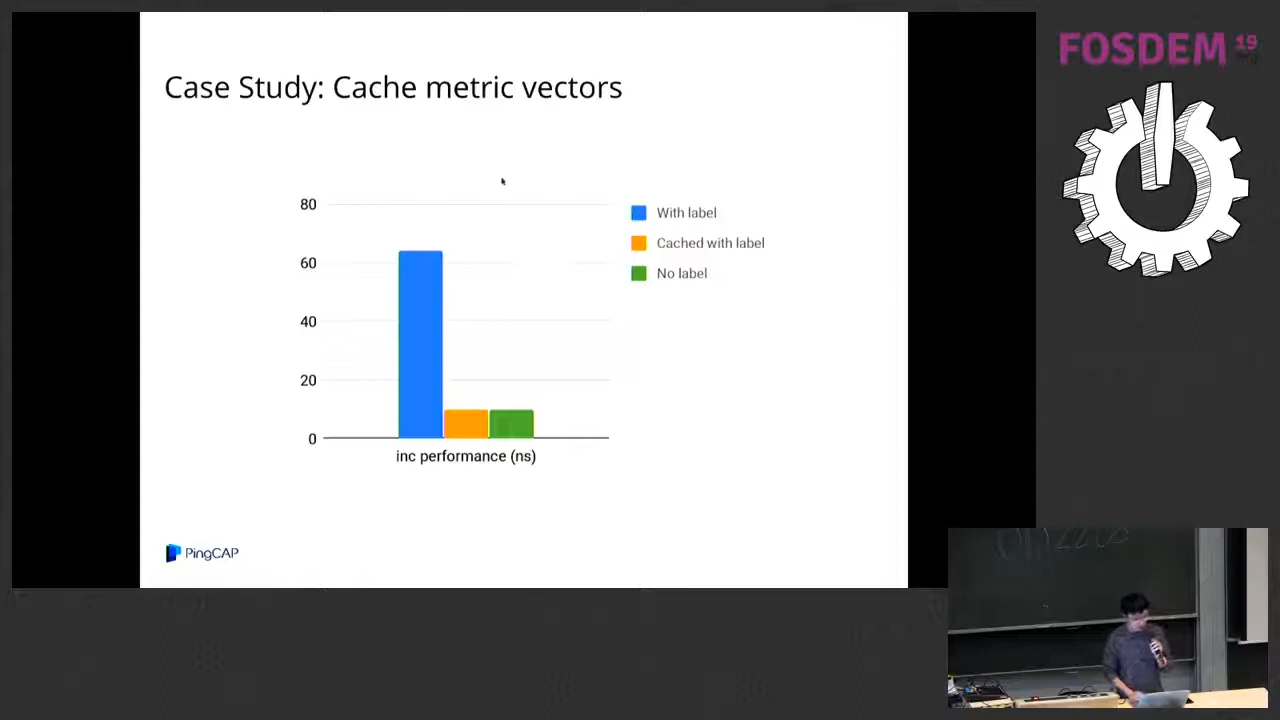 Case Study: Cache metric vectors
80
60
40
20
0
inc performance (ns)
With label
Cached with label
No label
PingCAP
FOSDEM 19
.org